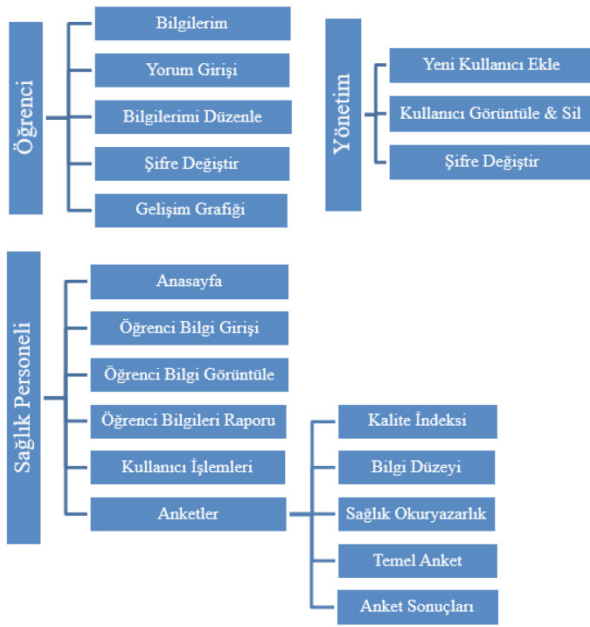 Öğrenci
Bilgilerim
Yorum Girişi
Bilgilerimi Düzenle
Şifre Değiştir
Gelişim Grafiği
Yönetim
Yeni Kullanıcı Ekle
Kullanıcı Görüntüle & Sil
Şifre Değiştir
Sağlık Personeli
Anasayfa
Öğrenci Bilgi Girişi
Öğrenci Bilgi Görüntüle
Öğrenci Bilgileri Raporu
Kullanıcı İşlemleri
Anketler
Kalite İndeksi
Bilgi Düzeyi
Sağlık Okuryazarlık
Temel Anket
Anket Sonuçları